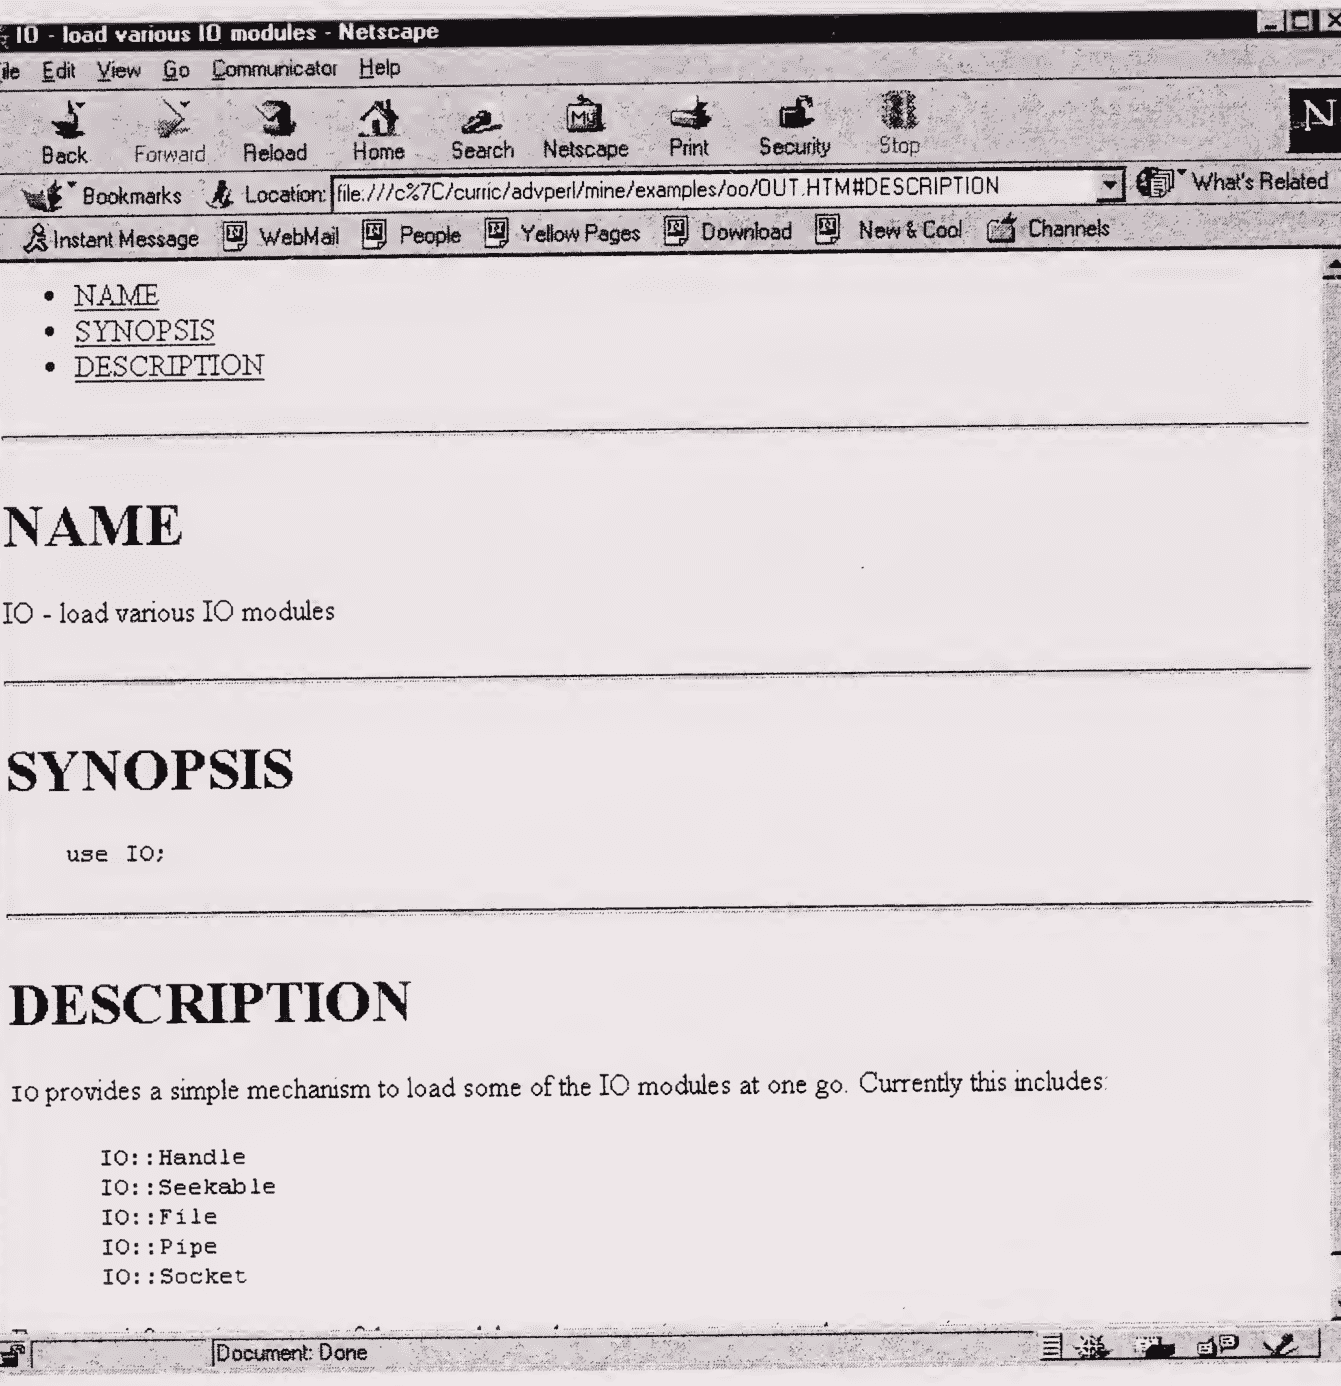 IO - load various IO modules - Netscape
ile Edit View Go Communicator Help
Back Forward Reload Home Search Netscape Print Security Stop
My
N
Bookmarks Location: file:///c%7C/curric/advperl/mine/examples/oo/OUT.HTM#DESCRIPTION What's Related
Instant Message WebMail People Yellow Pages Download New & Cool Channels
• NAME
• SYNOPSIS
• DESCRIPTION
NAME
IO - load various IO modules
SYNOPSIS
use IO;
DESCRIPTION
IO provides a simple mechanism to load some of the IO modules at one go. Currently this includes:
IO::Handle
IO::Seekable
IO::File
IO::Pipe
IO::Socket
Document: Done